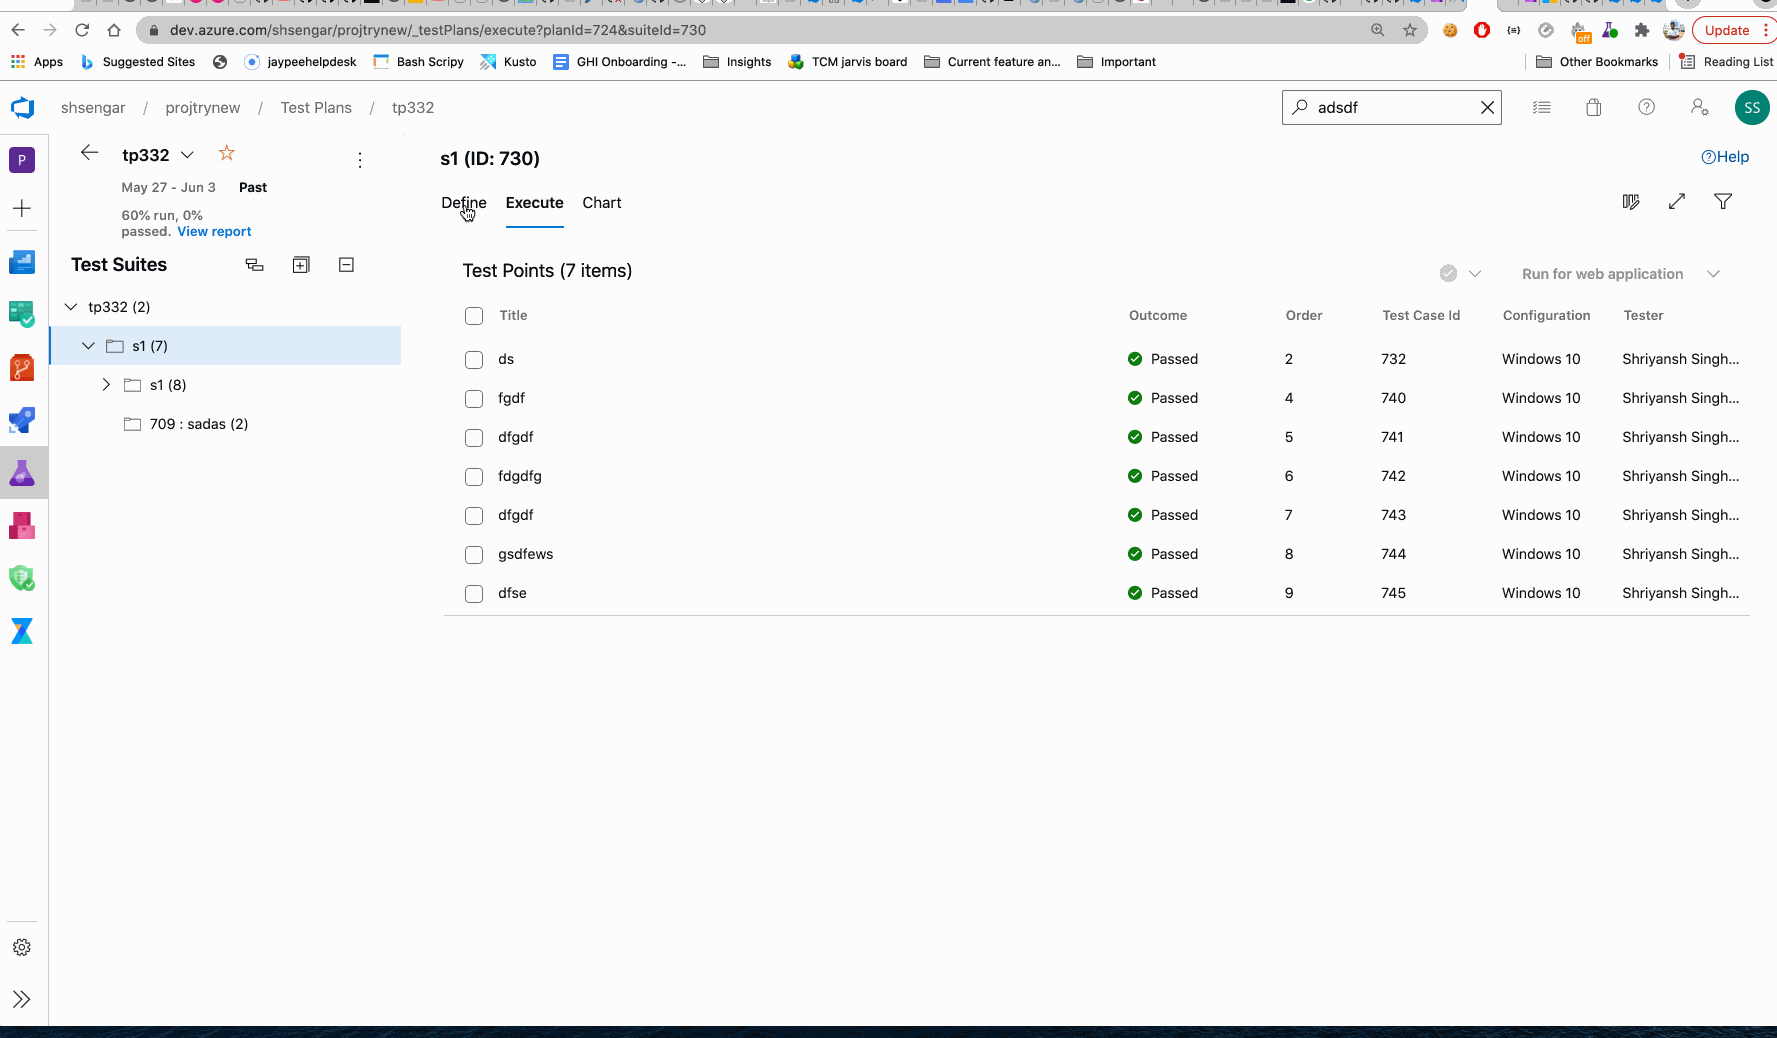 dev.azure.com/shsengar/projtrynew/_testPlans/execute?planId=724&suiteId=730
off
Update
Apps
Suggested Sites
jaypeehelpdesk
Bash Scripy
Kusto
GHI Onboarding -...
Insights
TCM jarvis board
Current feature an...
Important
Other Bookmarks
Reading List
shsengar / projtrynew / Test Plans / tp332
adsdf
SS
P
tp332
May 27 - Jun 3 Past
60% run, 0%
passed. View report
Test Suites
tp332 (2)
s1 (7)
s1 (8)
709 : sadas (2)
s1 (ID: 730)
Help
Define Execute Chart
Test Points (7 items)
Run for web application
Title Outcome Order Test Case Id Configuration Tester
ds Passed 2 732 Windows 10 Shriyansh Singh...
fgdf Passed 4 740 Windows 10 Shriyansh Singh...
dfgdf Passed 5 741 Windows 10 Shriyansh Singh...
fdgdfg Passed 6 742 Windows 10 Shriyansh Singh...
dfgdf Passed 7 743 Windows 10 Shriyansh Singh...
gsdfews Passed 8 744 Windows 10 Shriyansh Singh...
dfse Passed 9 745 Windows 10 Shriyansh Singh...